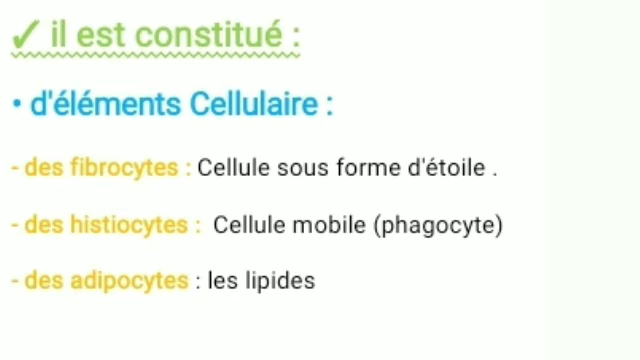 ✓ il est constitué :
• d'éléments Cellulaire :
- des fibrocytes : Cellule sous forme d'étoile .
- des histiocytes : Cellule mobile (phagocyte)
- des adipocytes : les lipides